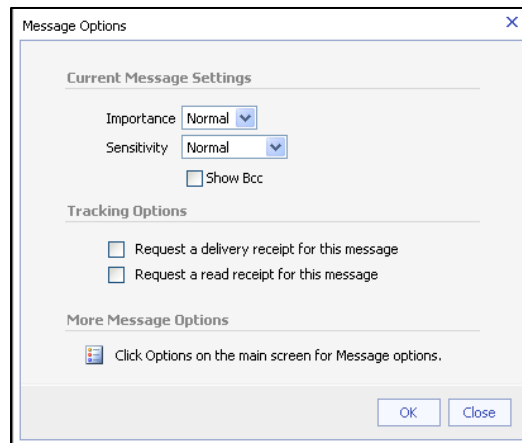 Message Options
Current Message Settings
Importance Normal
Sensitivity Normal
Show Bcc
Tracking Options
Request a delivery receipt for this message
Request a read receipt for this message
More Message Options
Click Options on the main screen for Message options.
OK Close